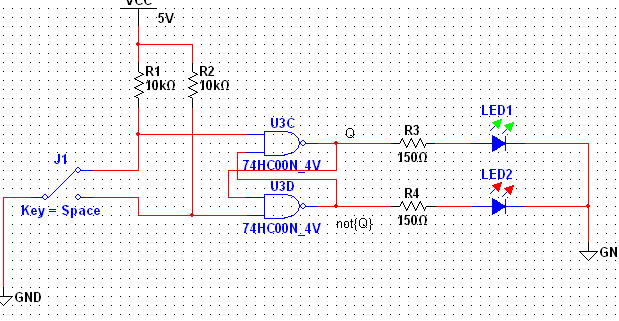 VCC
5V
R1
10kΩ
R2
10kΩ
U3C
74HC00N_4V
Q
R3
150Ω
LED1
J1
Key = Space
U3D
74HC00N_4V
not{Q}
R4
150Ω
LED2
GND
GN